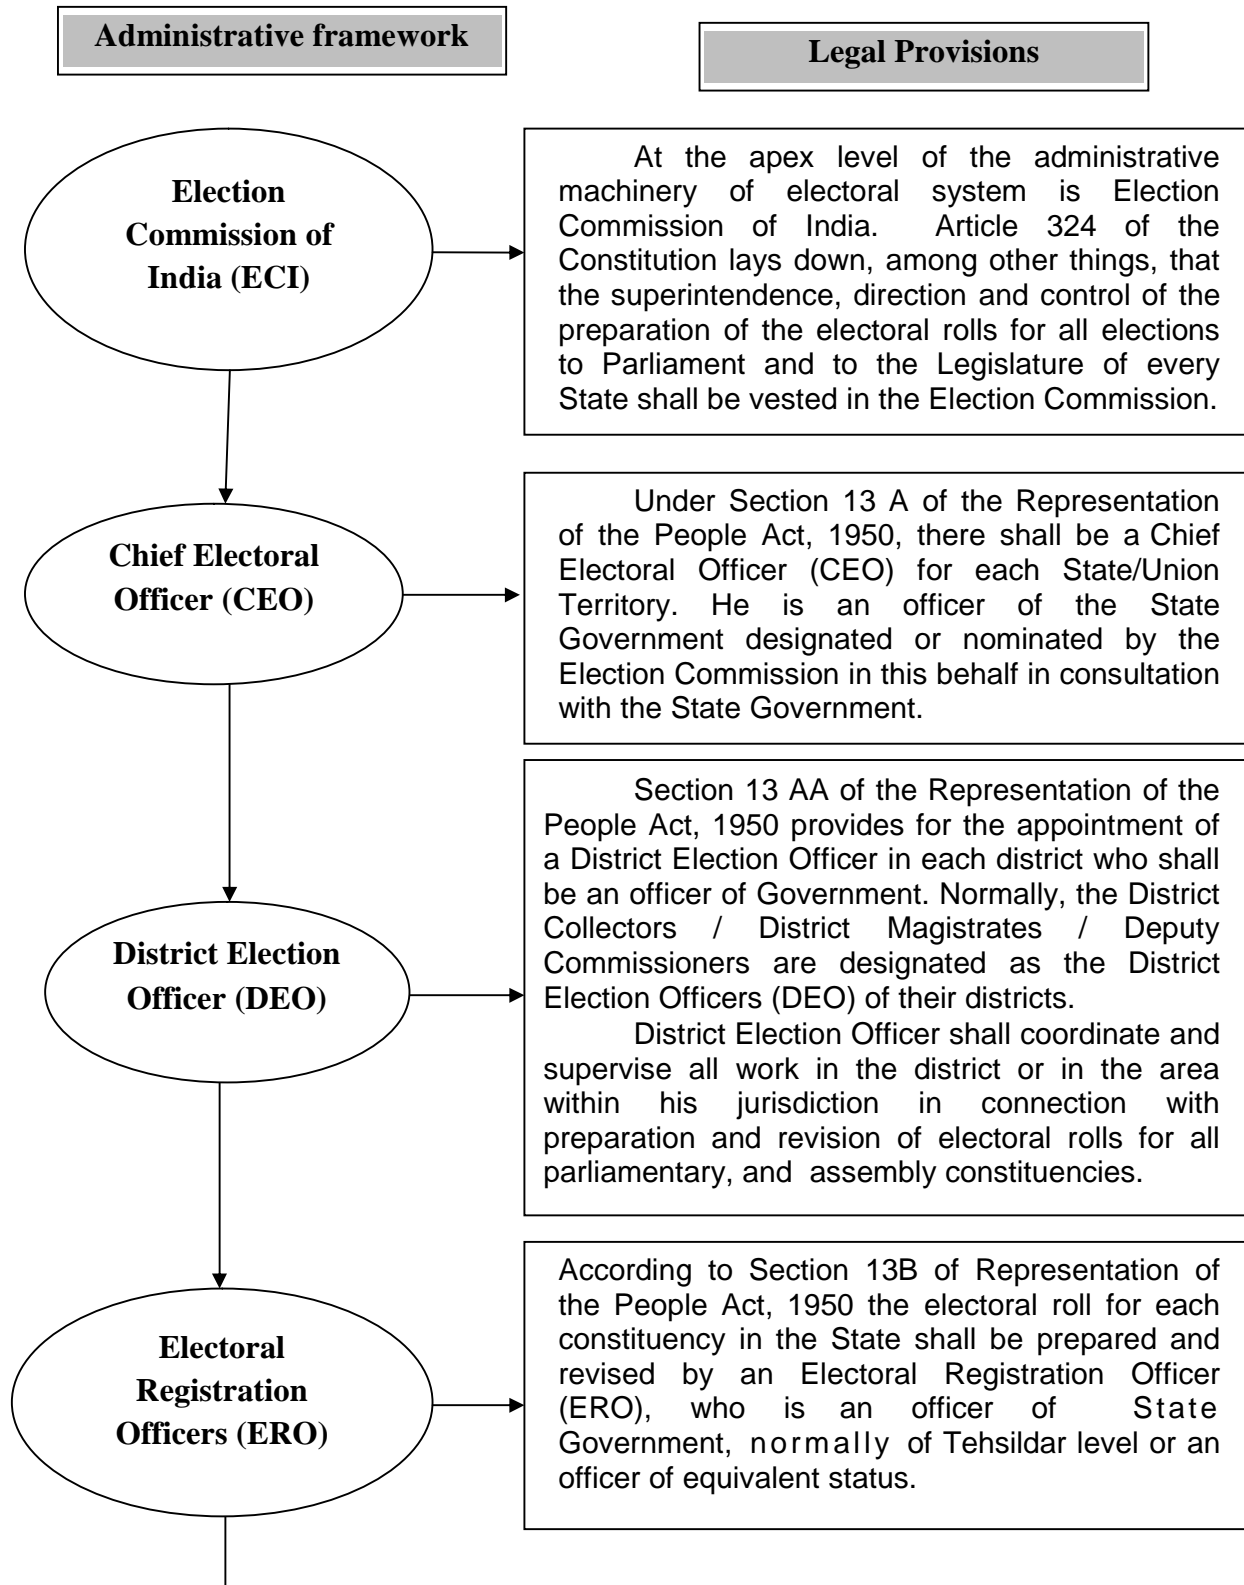 Administrative framework
Legal Provisions
Election
Commission of
India (ECI)
At the apex level of the administrative
machinery of electoral system is Election
Commission of India. Article 324 of the
Constitution lays down, among other things, that
the superintendence, direction and control of the
preparation of the electoral rolls for all elections
to Parliament and to the Legislature of every
State shall be vested in the Election Commission.
Chief Electoral
Officer (CEO)
Under Section 13 A of the Representation
of the People Act, 1950, there shall be a Chief
Electoral Officer (CEO) for each State/Union
Territory. He is an officer of the State
Government designated or nominated by the
Election Commission in this behalf in consultation
with the State Government.
District Election
Officer (DEO)
Section 13 AA of the Representation of the
People Act, 1950 provides for the appointment of
a District Election Officer in each district who shall
be an officer of Government. Normally, the District
Collectors / District Magistrates / Deputy
Commissioners are designated as the District
Election Officers (DEO) of their districts.
District Election Officer shall coordinate and
supervise all work in the district or in the area
within his jurisdiction in connection with
preparation and revision of electoral rolls for all
parliamentary, and assembly constituencies.
Electoral
Registration
Officers (ERO)
According to Section 13B of Representation of
the People Act, 1950 the electoral roll for each
constituency in the State shall be prepared and
revised by an Electoral Registration Officer
(ERO), who is an officer of State
Government, normally of Tehsildar level or an
officer of equivalent status.